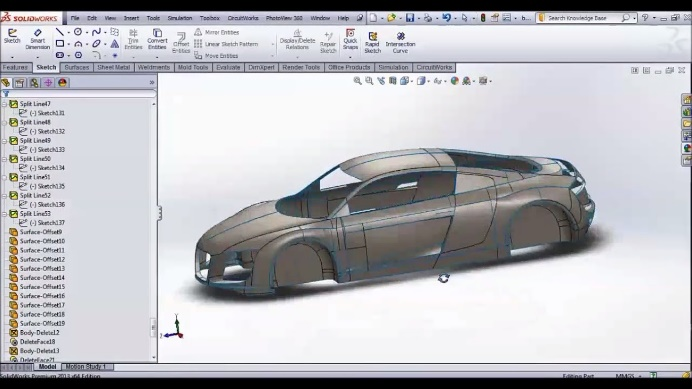 SOLIDWORKS File Edit View Insert Tools Simulation Toolbox CircuitWorks PhotoView 360 Window Help Search Knowledge Base
Sketch Smart Dimension Trim Entities Convert Entities Offset Entities Mirror Entities Linear Sketch Pattern Move Entities Display/Delete Relations Repair Sketch Quick Snaps Rapid Sketch Intersection Curve
Features Sketch Surfaces Sheet Metal Weldments Mold Tools Evaluate DimXpert Render Tools Office Products Simulation CircuitWorks
Split Line47
(-) Sketch131
Split Line48
(-) Sketch132
Split Line49
(-) Sketch133
Split Line50
(-) Sketch134
Split Line51
(-) Sketch135
Split Line52
(-) Sketch136
Split Line53
(-) Sketch137
Surface-Offset9
Surface-Offset10
Surface-Offset11
Surface-Offset12
Surface-Offset13
Surface-Offset14
Surface-Offset15
Surface-Offset16
Surface-Offset17
Surface-Offset18
Surface-Offset19
Body-Delete12
DeleteFace18
Body-Delete13
DeleteFace21
Model Motion Study 1
SolidWorks Premium 2013 x64 Edition Editing Part MMGS